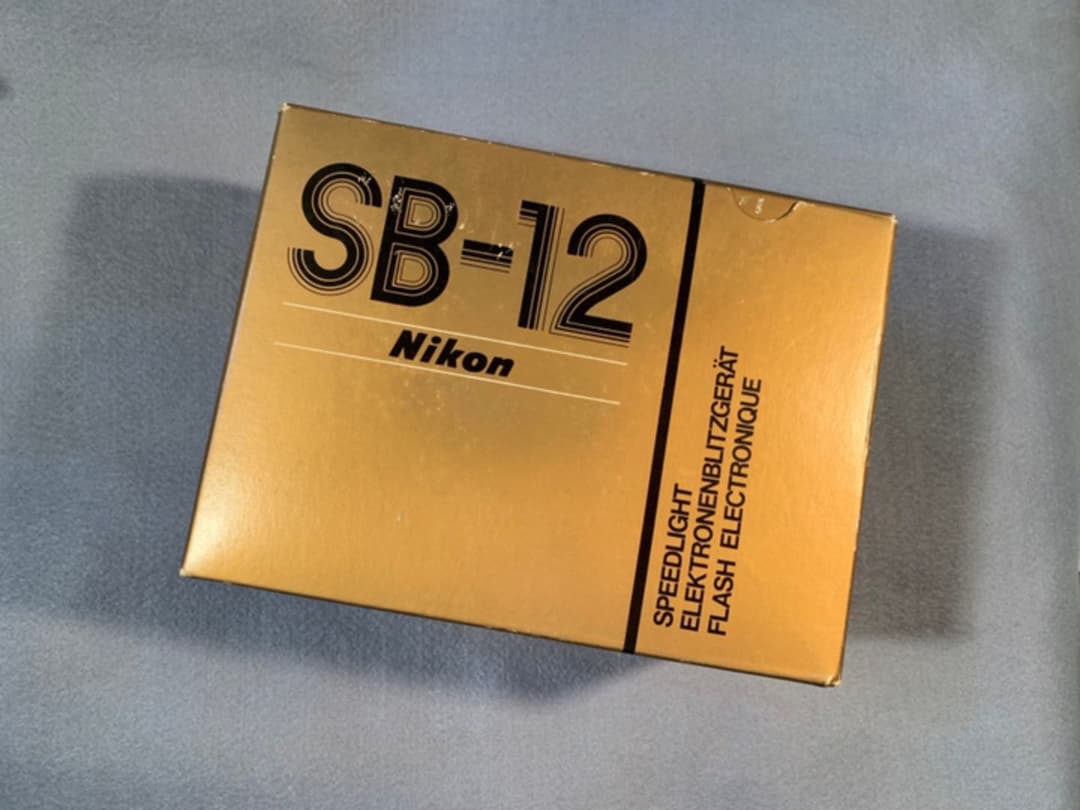 SB-12
Nikon
SPEEDLIGHT
ELEKTRONENBLITZGERÄT
FLASH ELECTRONIQUE